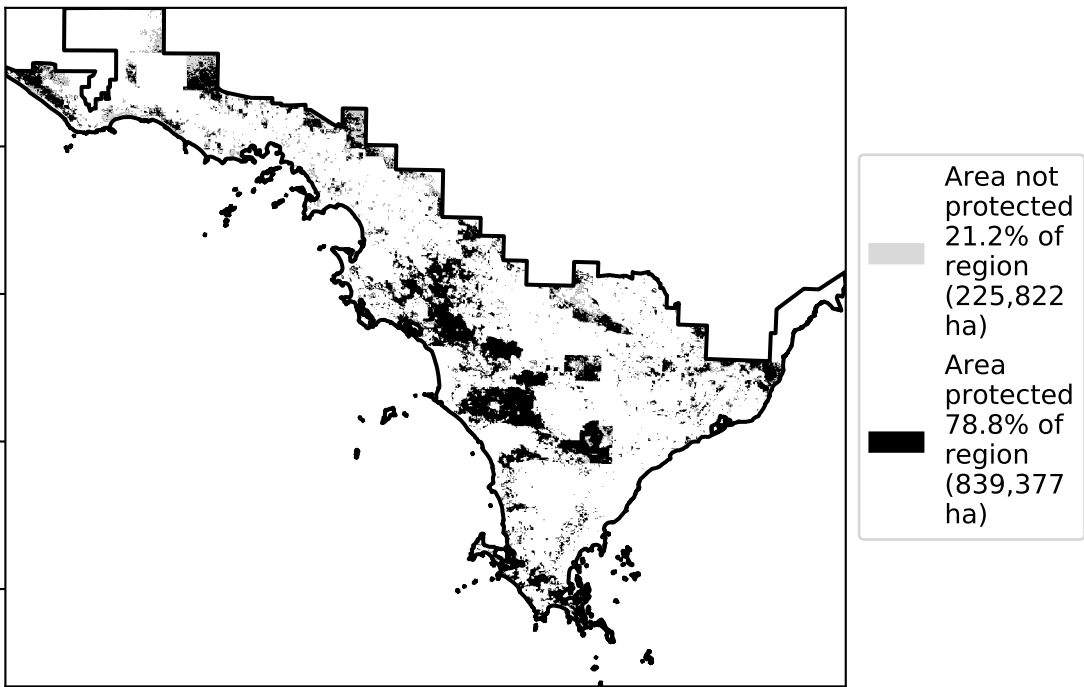 Area not
protected
21.2% of
region
(225,822
ha)
Area
protected
78.8% of
region
(839,377
ha)